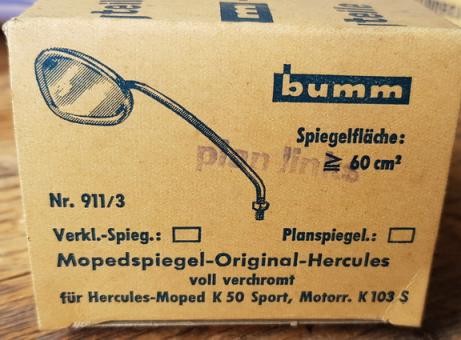 bumm
Spiegelfläche:
≧ 60 cm²
plan links
Nr. 911/3
Verkl.-Spieg.:
Planspiegel.:
Mopedspiegel-Original-Hercules
voll verchromt
für Hercules-Moped K 50 Sport, Motorr. K 103 S